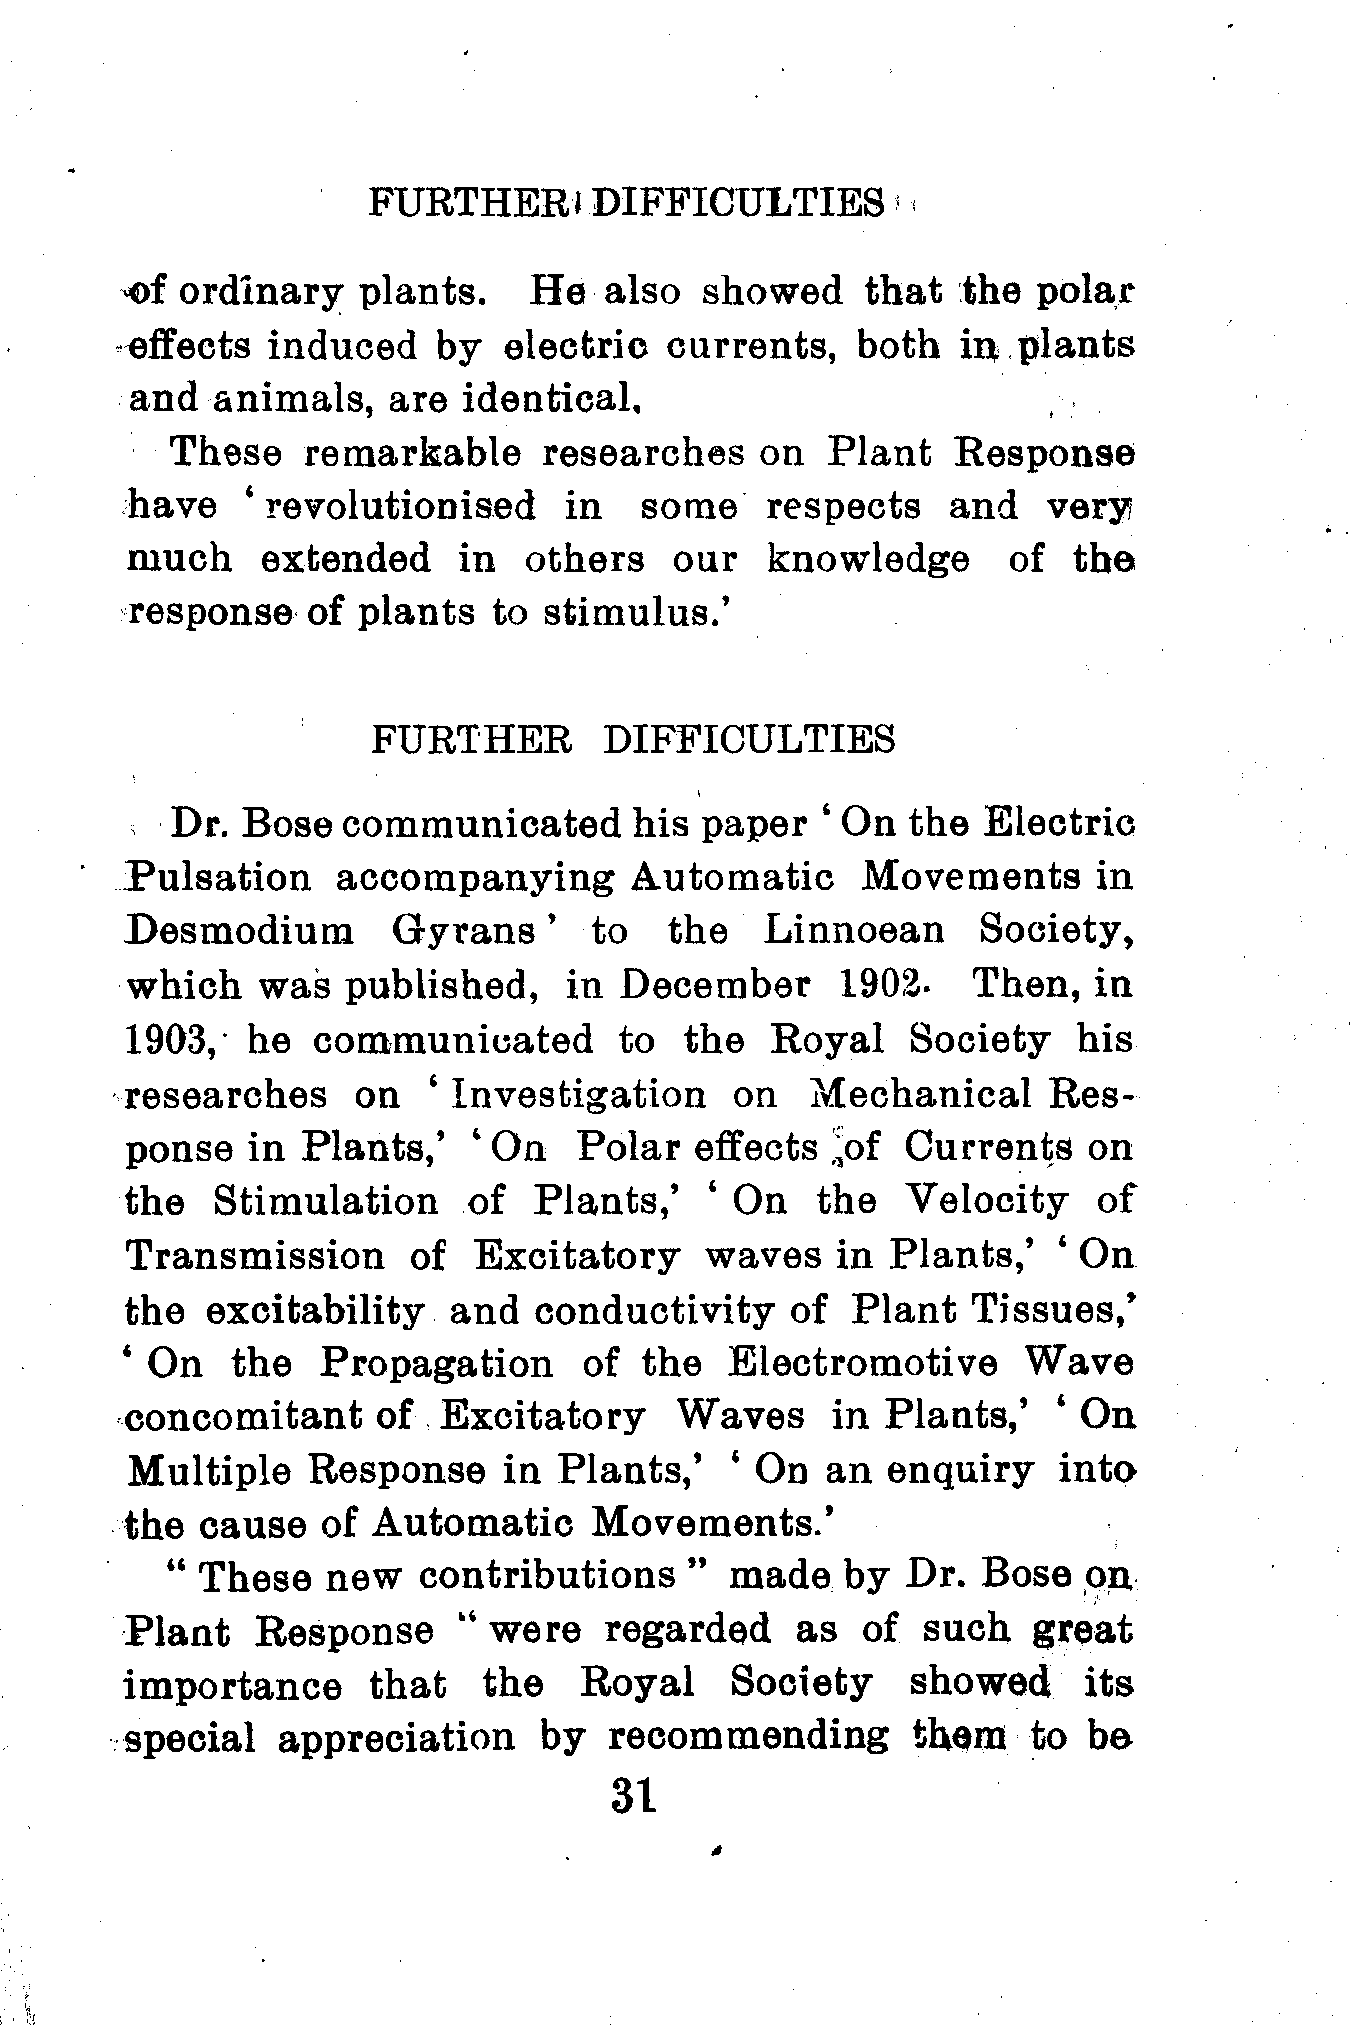 FURTHER DIFFICULTIES
of ordinary plants. He also showed that the polar
effects induced by electric currents, both in plants
and animals, are identical.
These remarkable researches on Plant Response
have ‘ revolutionised in some respects and very
much extended in others our knowledge of the
response of plants to stimulus.’
FURTHER DIFFICULTIES
Dr. Bose communicated his paper ‘ On the Electric
Pulsation accompanying Automatic Movements in
Desmodium Gyrans ’ to the Linnoean Society,
which was published, in December 1902. Then, in
1903, he communicated to the Royal Society his
researches on ‘ Investigation on Mechanical Res-
ponse in Plants,’ ‘ On Polar effects of Currents on
the Stimulation of Plants,’ ‘ On the Velocity of
Transmission of Excitatory waves in Plants,’ ‘ On
the excitability and conductivity of Plant Tissues,’
‘ On the Propagation of the Electromotive Wave
concomitant of Excitatory Waves in Plants,’ ‘ On
Multiple Response in Plants,’ ‘ On an enquiry into
the cause of Automatic Movements.’
“ These new contributions ” made by Dr. Bose on
Plant Response “ were regarded as of such great
importance that the Royal Society showed its
special appreciation by recommending them to be
31